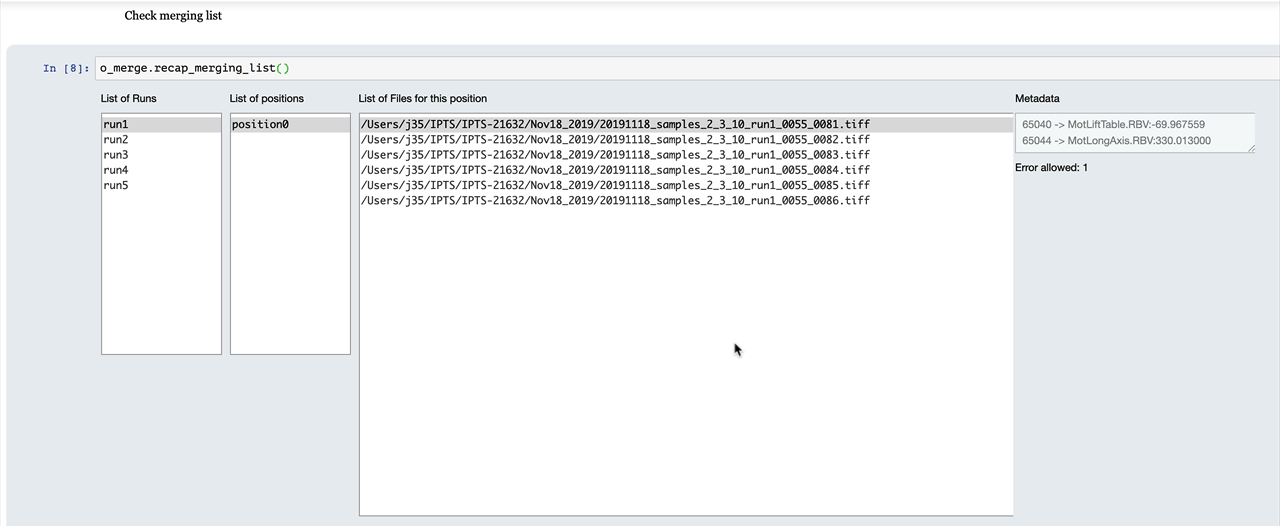 Check merging list
In [8]: o_merge.recap_merging_list()
List of Runs
run1
run2
run3
run4
run5
List of positions
position0
List of Files for this position
/Users/j35/IPTS/IPTS-21632/Nov18_2019/20191118_samples_2_3_10_run1_0055_0081.tiff
/Users/j35/IPTS/IPTS-21632/Nov18_2019/20191118_samples_2_3_10_run1_0055_0082.tiff
/Users/j35/IPTS/IPTS-21632/Nov18_2019/20191118_samples_2_3_10_run1_0055_0083.tiff
/Users/j35/IPTS/IPTS-21632/Nov18_2019/20191118_samples_2_3_10_run1_0055_0084.tiff
/Users/j35/IPTS/IPTS-21632/Nov18_2019/20191118_samples_2_3_10_run1_0055_0085.tiff
/Users/j35/IPTS/IPTS-21632/Nov18_2019/20191118_samples_2_3_10_run1_0055_0086.tiff
Metadata
65040 -> MotLiftTable.RBV:-69.967559
65044 -> MotLongAxis.RBV:330.013000
Error allowed: 1